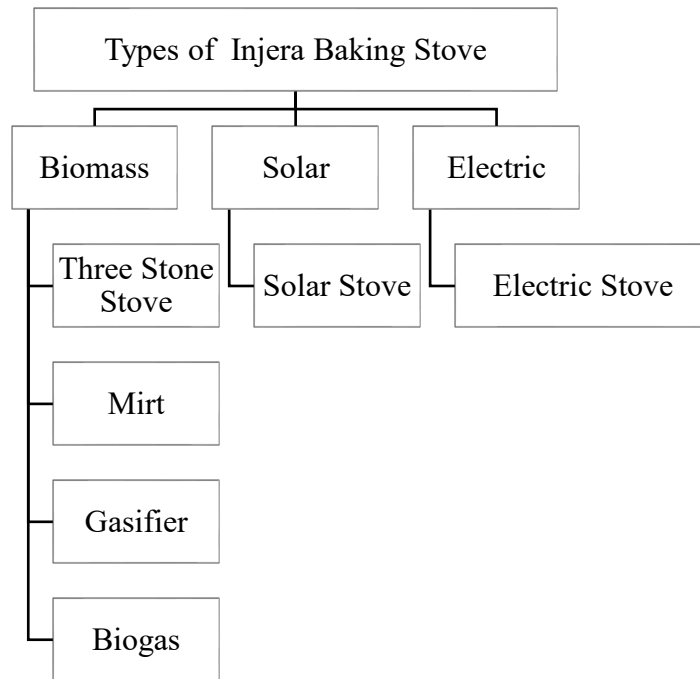 Types of Injera Baking Stove
Biomass
Solar
Electric
Three Stone
Stove
Solar Stove
Electric Stove
Mirt
Gasifier
Biogas